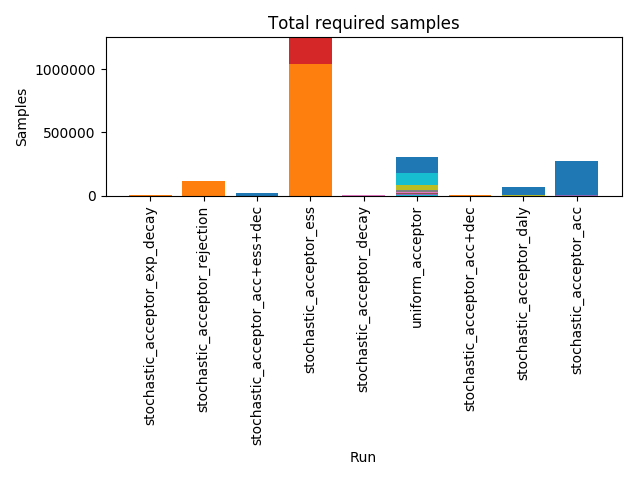 Total required samples
Samples
1000000
500000
0
stochastic_acceptor_exp_decay
stochastic_acceptor_rejection
stochastic_acceptor_acc+ess+dec
stochastic_acceptor_ess
stochastic_acceptor_decay
uniform_acceptor
stochastic_acceptor_acc+dec
stochastic_acceptor_daly
stochastic_acceptor_acc
Run